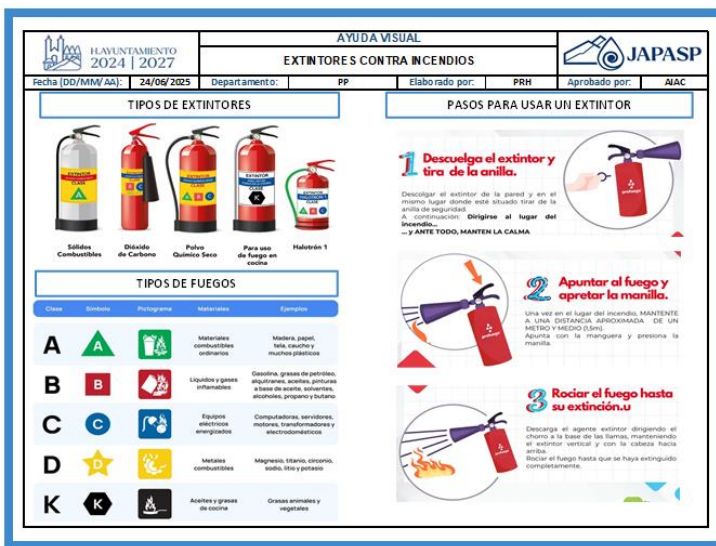 AYUDA VISUAL
H.AYUNTAMIENTO
2024 | 2027
EXTINTORES CONTRA INCENDIOS
JAPASP
Fecha (DD/MM/AA): 24/06/2025 Departamento: PP Elaborado por: PRH Aprobado por: AIAC
TIPOS DE EXTINTORES
EXTINTOR
CLASE
A
EXTINTOR
CLASE
K
EXTINTOR
HALOTRÓN 1
CLASE
A B C
Sólidos
Combustibles
Dióxido
de Carbono
Polvo
Químico Seco
Para uso
de fuego en
cocina
Halotrón 1
TIPOS DE FUEGOS
Clase Símbolo Pictograma Materiales Ejemplos
A A Materiales
combustibles
ordinarios
Madera, papel,
tela, caucho y
muchos plásticos
B B Líquidos y gases
inflamables
Gasolina, grasas de petróleo,
alquitranes, aceites, pinturas
a base de aceite, solventes,
alcoholes, propano y butano
C C Equipos
eléctricos
energizados
Computadoras, servidores,
motores, transformadores y
electrodomésticos
D D Metales
combustibles
Magnesio, titanio, circonio,
sodio, litio y potasio
K K Aceites y grasas
de cocina
Grasas animales y
vegetales
PASOS PARA USAR UN EXTINTOR
1 Descuelga el extintor y
tira de la anilla.
Descolgar el extintor de la pared y en el
mismo lugar donde esté situado tirar de la
anilla de seguridad.
A continuación: Dirigirse al lugar del
incendio...
... y ANTE TODO, MANTEN LA CALMA
profuego
2 Apuntar al fuego y
apretar la manilla.
Una vez en el lugar del incendio, MANTENTE
A UNA DISTANCIA APROXIMADA DE UN
METRO Y MEDIO (1,5m).
Apunta con la manguera y presiona la
manilla.
profuego
3 Rociar el fuego hasta
su extinción.u
Descarga el agente extintor dirigiendo el
chorro a la base de las llamas, manteniendo
el extintor vertical y con la cabeza hacia
arriba.
Rociar el fuego hasta que se haya extinguido
completamente.
profuego